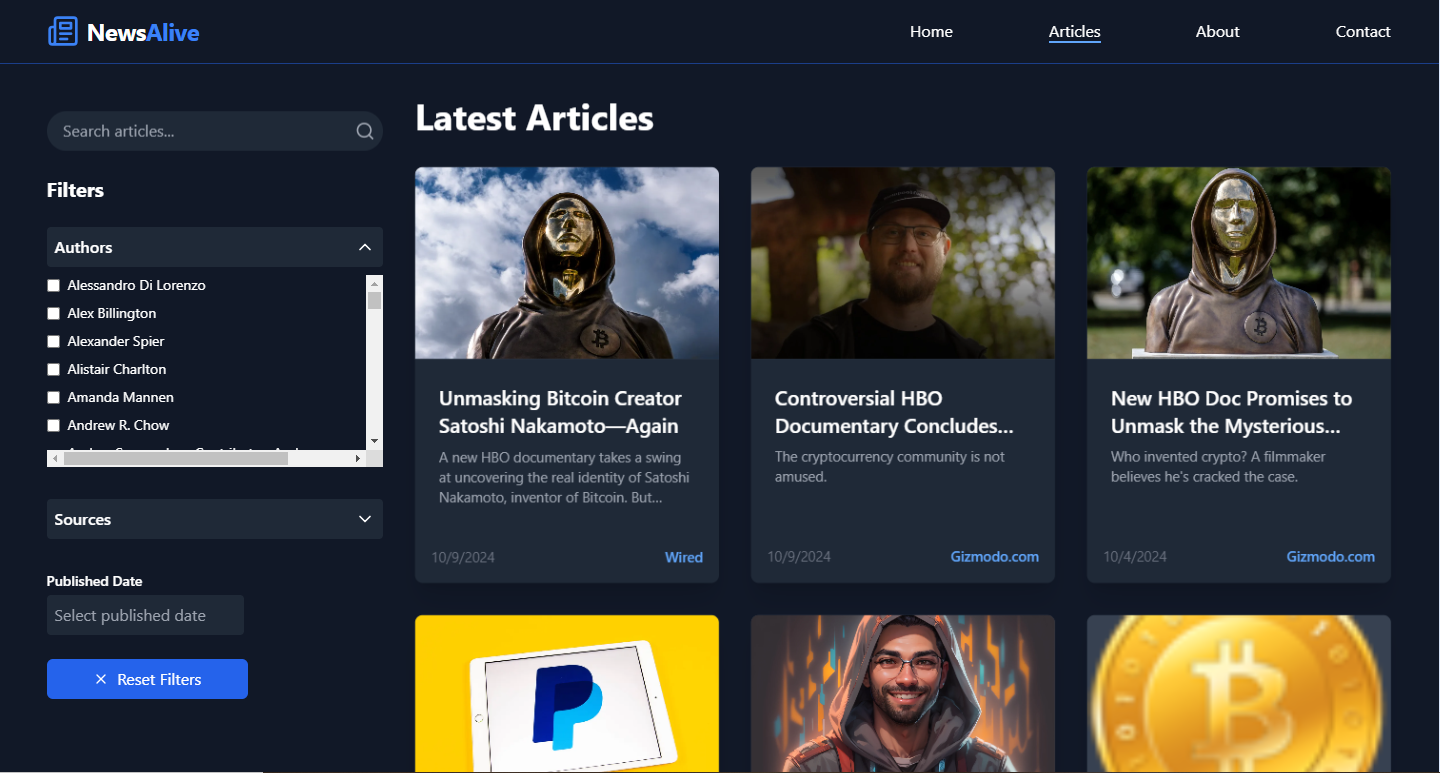 NewsAlive
Home
Articles
About
Contact
Search articles...
Filters
Authors
Alessandro Di Lorenzo
Alex Billington
Alexander Spier
Alistair Charlton
Amanda Mannen
Andrew R. Chow
Sources
Published Date
Select published date
Reset Filters
Latest Articles
Unmasking Bitcoin Creator
Satoshi Nakamoto—Again
A new HBO documentary takes a swing
at uncovering the real identity of Satoshi
Nakamoto, inventor of Bitcoin. But...
10/9/2024
Wired
Controversial HBO
Documentary Concludes...
The cryptocurrency community is not
amused.
10/9/2024
Gizmodo.com
New HBO Doc Promises to
Unmask the Mysterious...
Who invented crypto? A filmmaker
believes he's cracked the case.
10/4/2024
Gizmodo.com